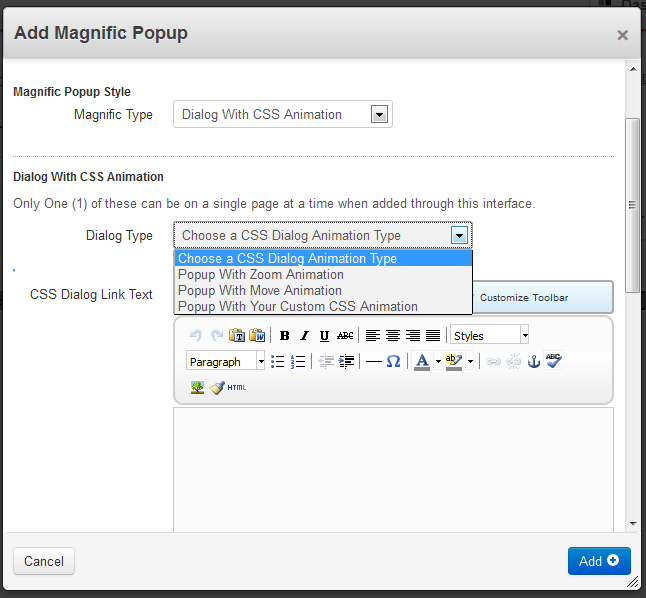 Add Magnific Popup
×
Magnific Popup Style
Magnific Type Dialog With CSS Animation
Dialog With CSS Animation
Only One (1) of these can be on a single page at a time when added through this interface.
Dialog Type Choose a CSS Dialog Animation Type
Choose a CSS Dialog Animation Type
Popup With Zoom Animation
Popup With Move Animation
Popup With Your Custom CSS Animation
CSS Dialog Link Text Customize Toolbar
B I U ABC Styles
Paragraph Ω A ab ABC
HTML
Cancel Add